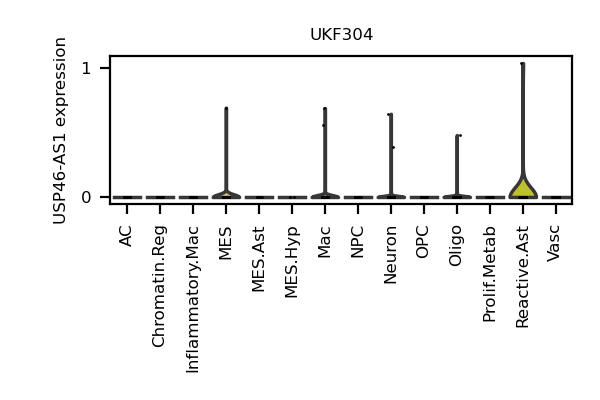 UKF304
USP46-AS1 expression
1
0
AC
Chromatin.Reg
Inflammatory.Mac
MES
MES.Ast
MES.Hyp
Mac
NPC
Neuron
OPC
Oligo
Prolif.Metab
Reactive.Ast
Vasc